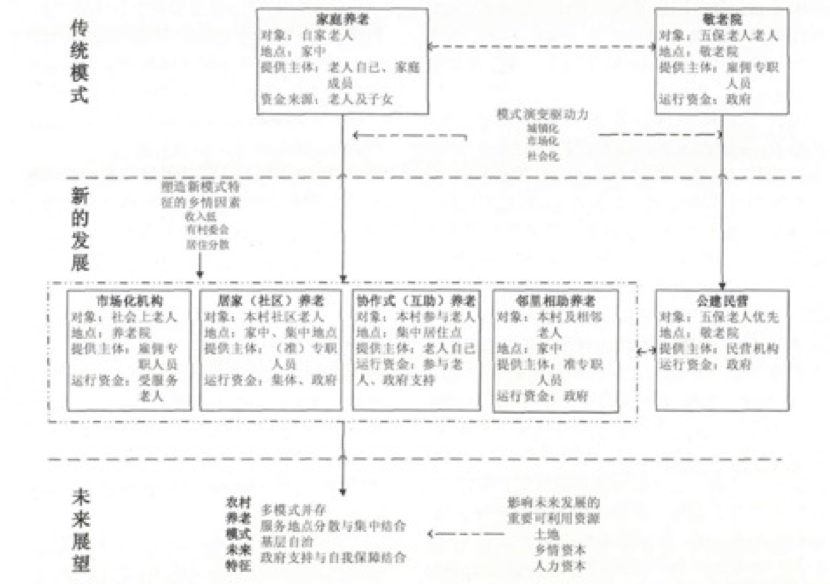 传统模式
家庭养老
对象：自家老人
地点：家中
提供主体：老人自己、家庭
成员
资金来源：老人及子女
敬老院
对象：五保老人老人
地点：敬老院
提供主体：雇佣专职
人员
运行资金：政府
模式演变驱动力
城镇化
市场化
社会化
新的发展
塑造新模式特
征的乡情因素
收入低
有村委会
居住分散
市场化机构
对象：社会上老人
地点：养老院
提供主体：雇佣专
职人员
运行资金：受服务
老人
居家（社区）养老
对象：本村社区老人
地点：家中、集中地点
提供主体：（准）专职
人员
运行资金：集体、政府
协作式（互助）养老
对象：本村参与老人
地点：集中居住点
提供主体：老人自己
运行资金：参与老
人、政府支持
邻里相助养老
对象：本村及相邻
老人
地点：家中
提供主体：准专职
人员
运行资金：政府
公建民营
对象：五保老人优先
地点：敬老院
提供主体：民营机构
运行资金：政府
未来展望
农村
养老
模式
未来
特征
多模式并存
服务地点分散与集中结合
基层自治
政府支持与自我保障结合
影响未来发展的
重要可利用资源
土地
乡情资本
人力资本